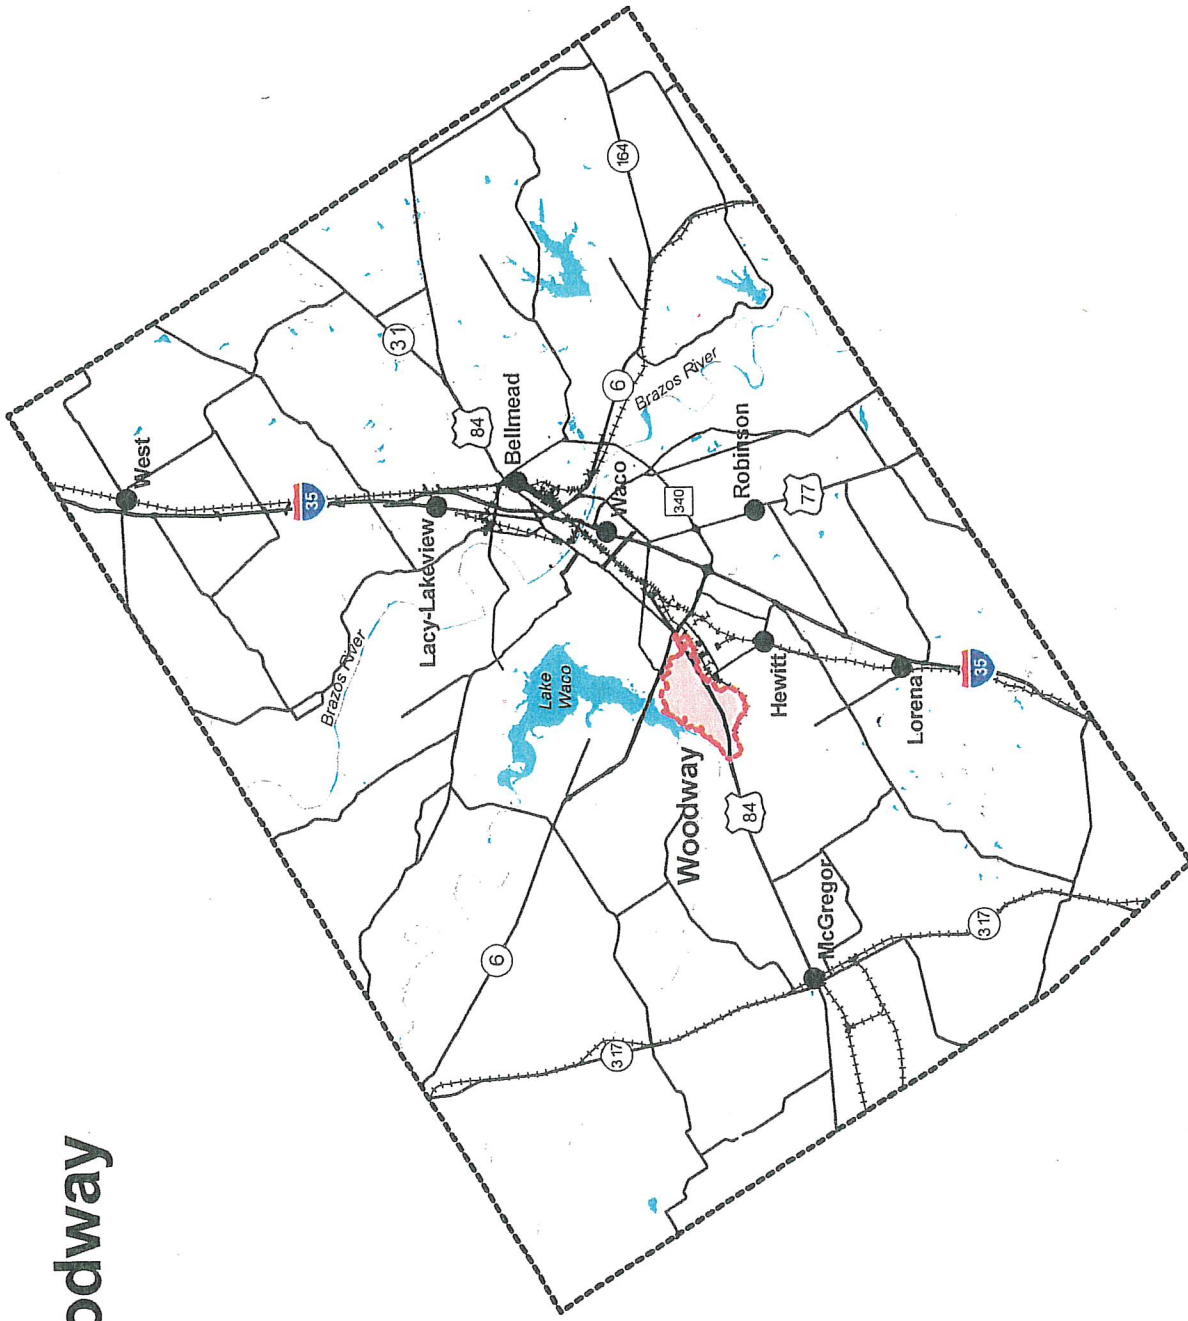 odway
West
35
Brazos River
31
Lacy-Lakeview
84
6
Bellmead
Lake
Waco
317
Waco
6
164
Brazos River
340
Woodway
Robinson
84
Hewitt
77
McGregor
Lorena
35
317